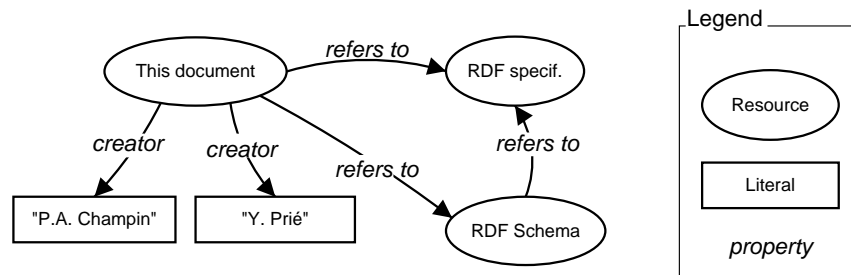 Legend
refers to
This document
RDF specif.
Resource
creator
creator
refers to
refers to
"P.A. Champin"
"Y. Prié"
RDF Schema
Literal
property